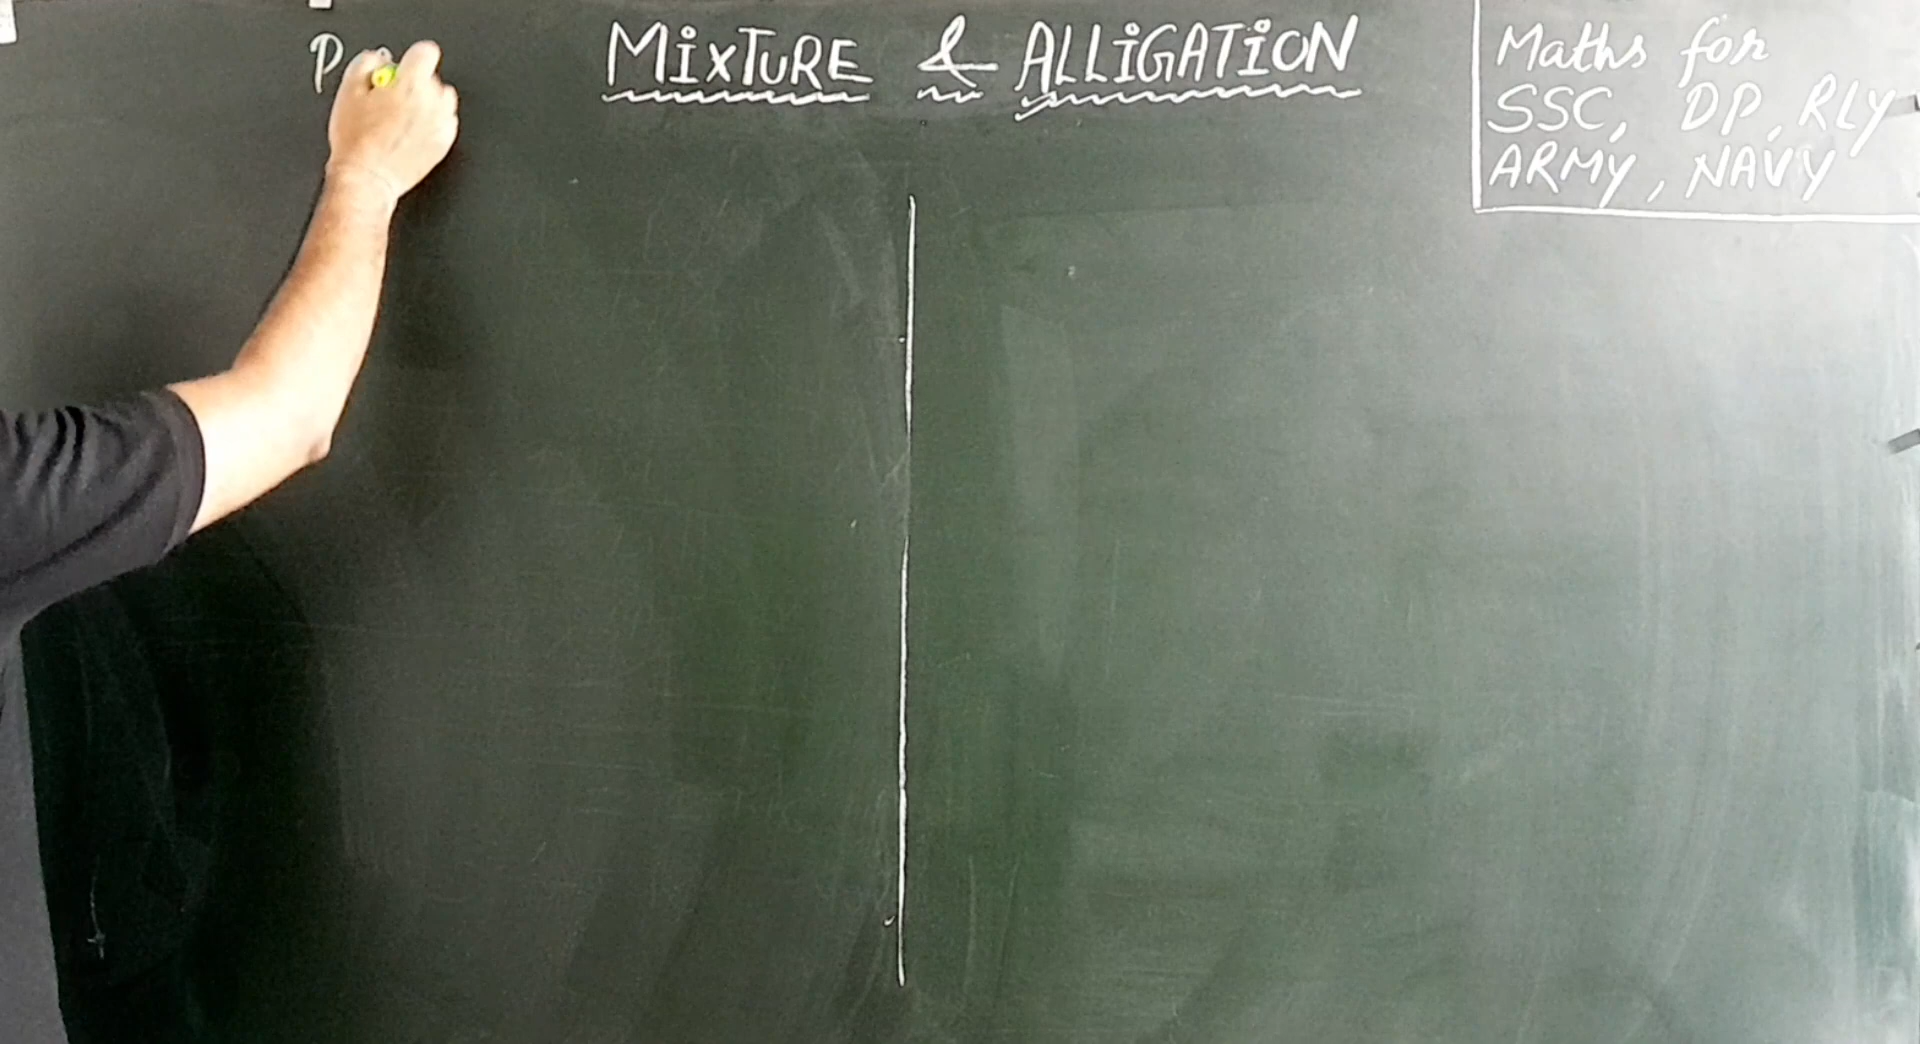 MiXTURE & ALLiGATiON
Maths for
SSC, DP, RLY
ARMY, NAVY